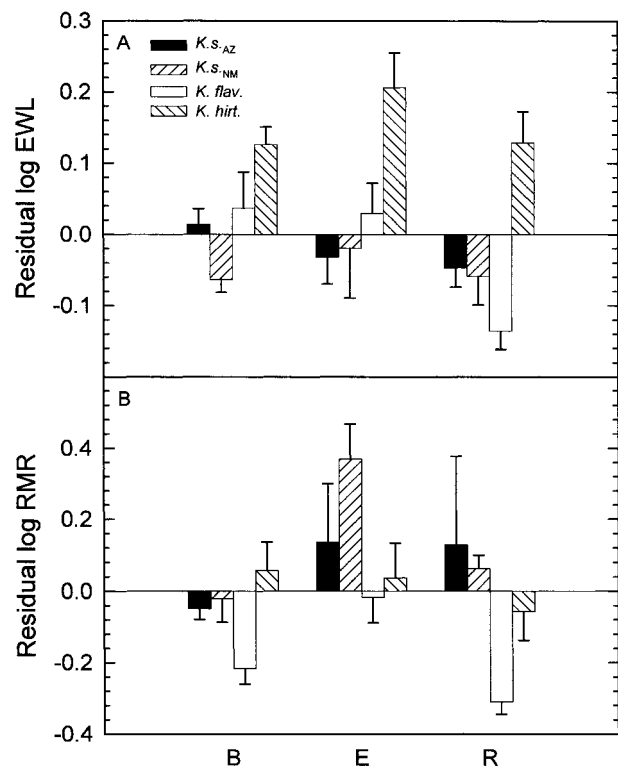 A
K.s.AZ
K.s.NM
K. flav.
K. hirt.
Residual log EWL
0.3
0.2
0.1
0.0
-0.1
B
Residual log RMR
0.4
0.2
0.0
-0.2
-0.4
B E R